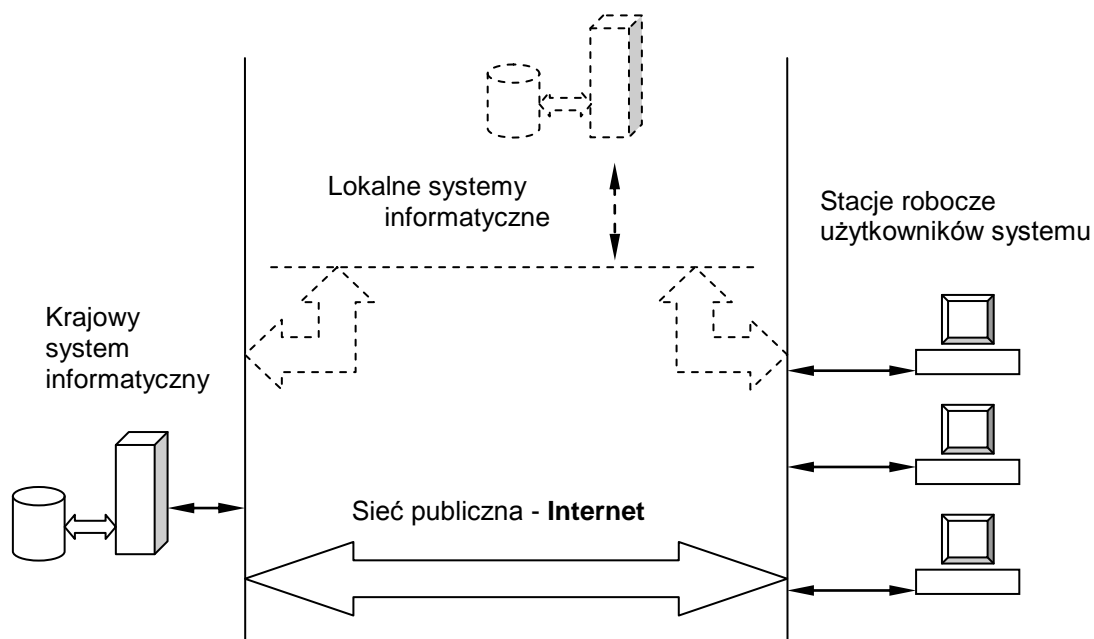 Lokalne systemy
informatyczne
Stacje robocze
użytkowników systemu
Krajowy
system
informatyczny
Sieć publiczna - Internet